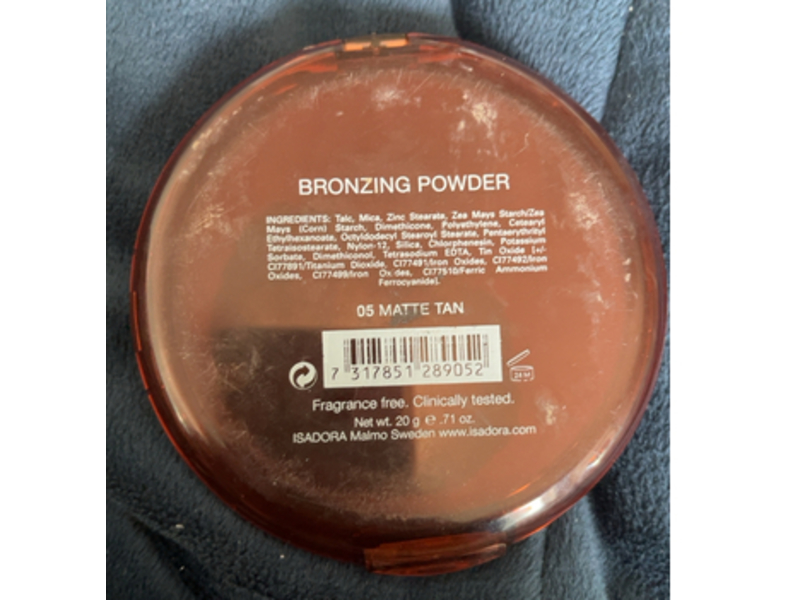 BRONZING POWDER
INGREDIENTS: Talc, Mica, Zinc Stearate, Zea Mays Starch/Zea
Mays (Corn) Starch, Dimethicone, Polyethylene, Cetearyl
Ethylhexanoate, Octyldodecyl Stearoyl Stearate, Pentaerythrityl
Tetraisostearate, Nylon-12, Silica, Chlorphenesin, Potassium
Sorbate, Dimethiconol, Tetrasodium EDTA, Tin Oxide [+/-
CI77891/Titanium Dioxide, CI77491/Iron Oxides, CI77492/Iron
Oxides, CI77499/Iron Oxides, CI77510/Ferric Ammonium
Ferrocyanide].
05 MATTE TAN
7 317851 289052
24 M
Fragrance free. Clinically tested.
Net wt. 20 g e .71 oz.
ISADORA Malmo Sweden www.isadora.com